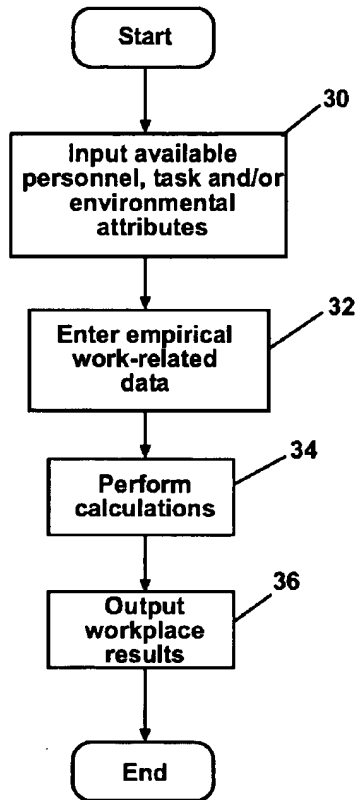 Start
30
Input available
personnel, task and/or
environmental
attributes
32
Enter empirical
work-related
data
34
Perform
calculations
36
Output
workplace
results
End